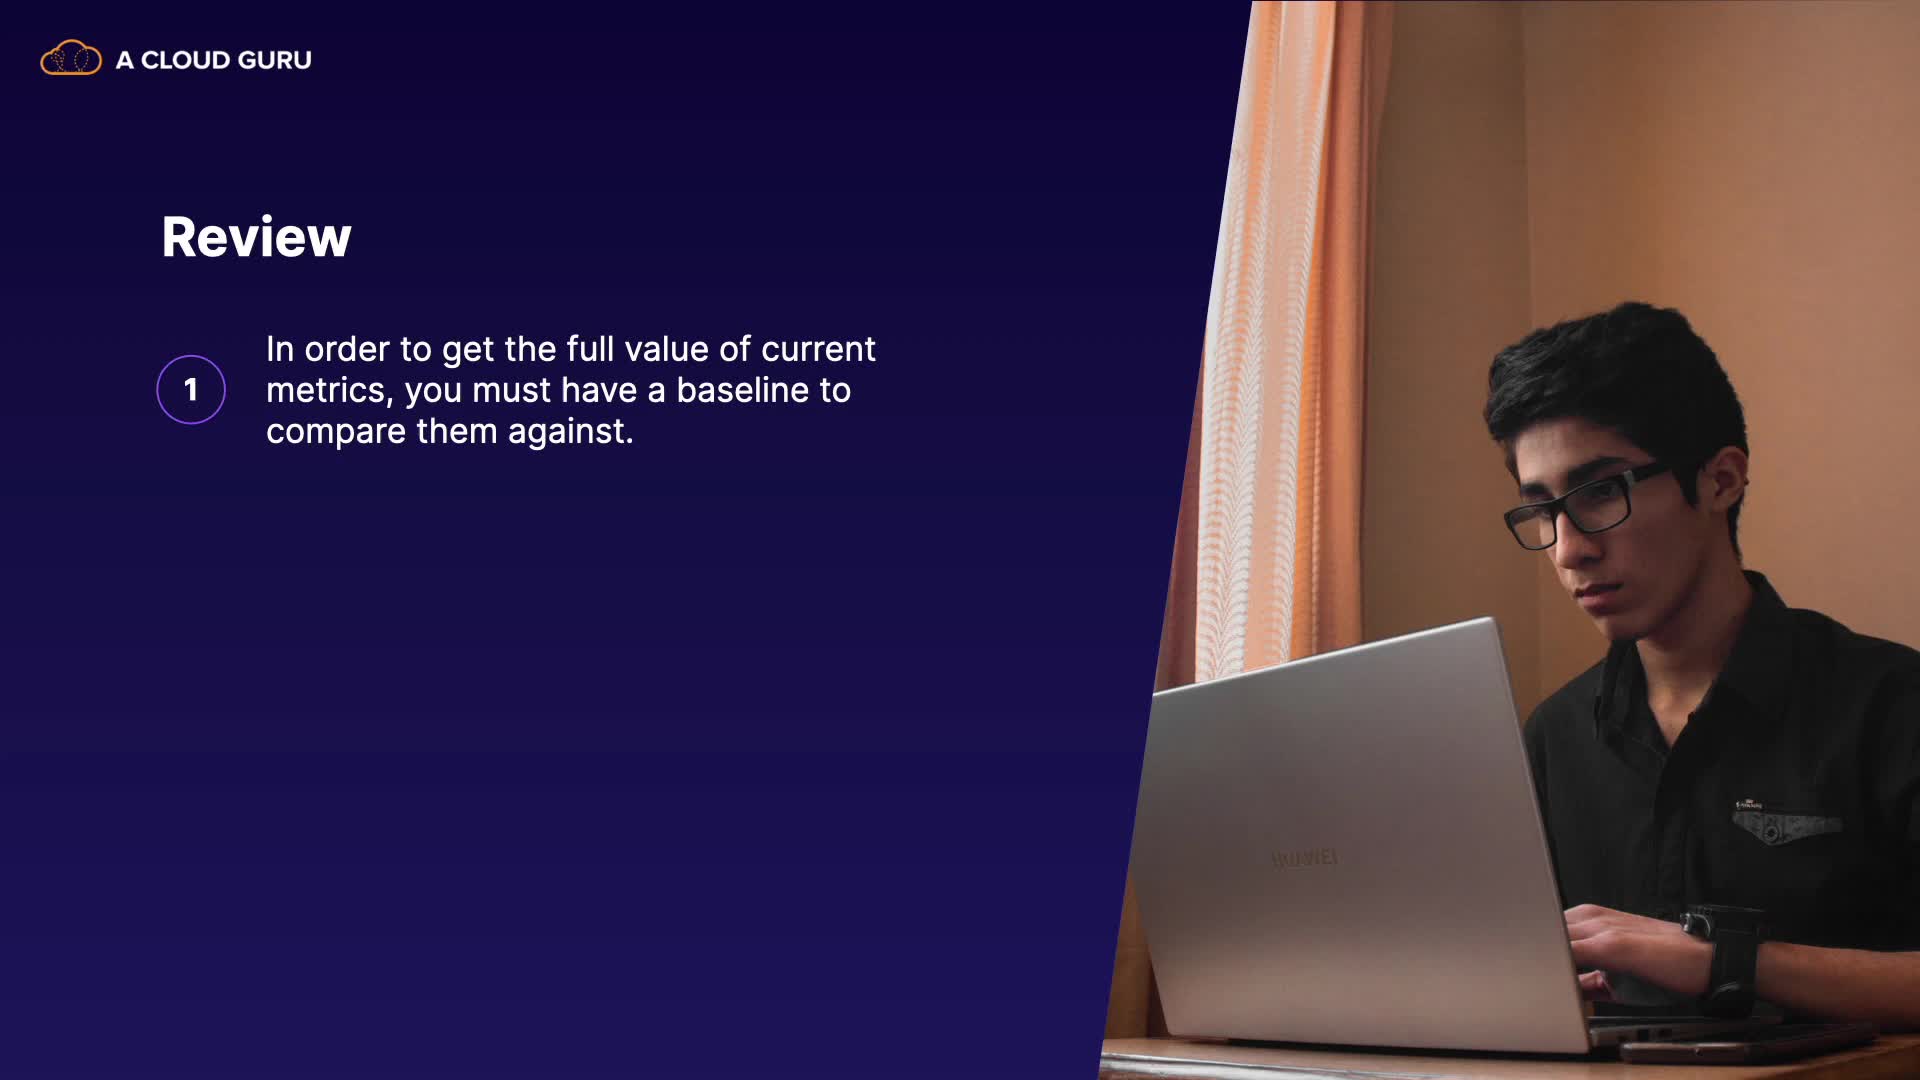 A CLOUD GURU
Review
1
In order to get the full value of current
metrics, you must have a baseline to
compare them against.
HUAWEI